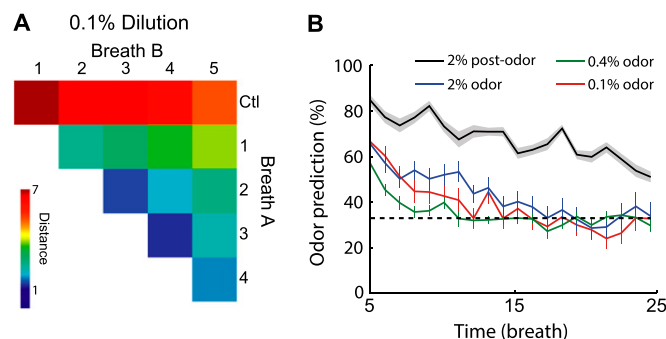 A
0.1% Dilution
Breath B
1 2 3 4 5
Ctl
1
2
3
4
Breath A
7
Distance
1
B
2% post-odor
0.4% odor
2% odor
0.1% odor
100
80
60
40
20
0
Odor prediction (%)
5 15 25
Time (breath)